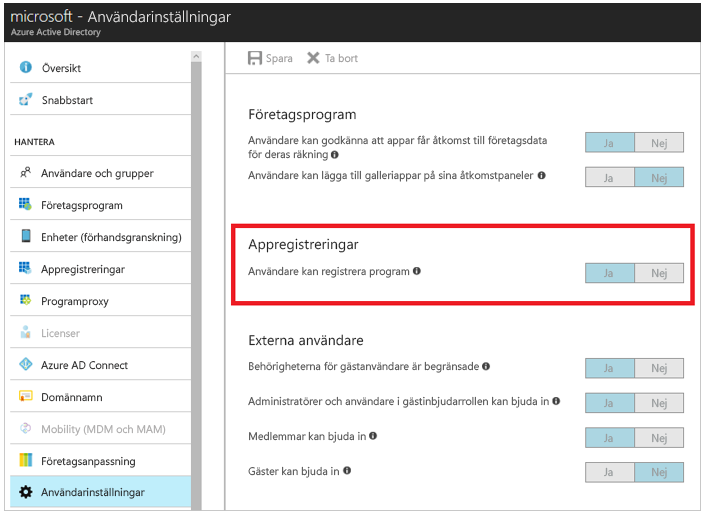 microsoft - Användarinställningar
Azure Active Directory
Översikt
Snabbstart
HANTERA
Användare och grupper
Företagsprogram
Enheter (förhandsgranskning)
Appregistreringar
Programproxy
Licenser
Azure AD Connect
Domännamn
Mobility (MDM och MAM)
Företagsanpassning
Användarinställningar
Spara Ta bort
Företagsprogram
Användare kan godkänna att appar får åtkomst till företagsdata
för deras räkning
Ja Nej
Användare kan lägga till galleriappar på sina åtkomstpaneler
Ja Nej
Appregistreringar
Användare kan registrera program
Ja Nej
Externa användare
Behörigheterna för gästanvändare är begränsade
Ja Nej
Administratörer och användare i gästinbjudarrollen kan bjuda in
Ja Nej
Medlemmar kan bjuda in
Ja Nej
Gäster kan bjuda in
Ja Nej